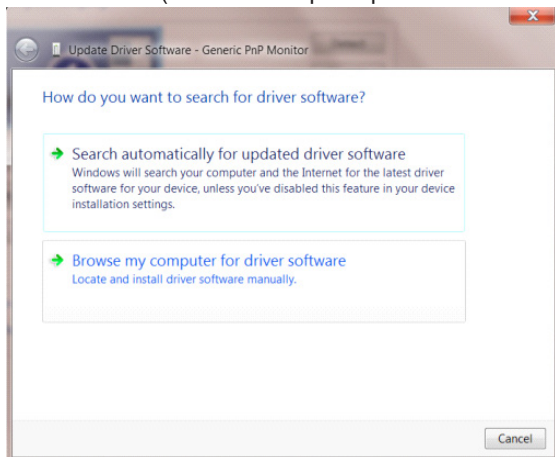 Update Driver Software - Generic PnP Monitor
How do you want to search for driver software?
Search automatically for updated driver software
Windows will search your computer and the Internet for the latest driver
software for your device, unless you've disabled this feature in your device
installation settings.
Browse my computer for driver software
Locate and install driver software manually.
Cancel